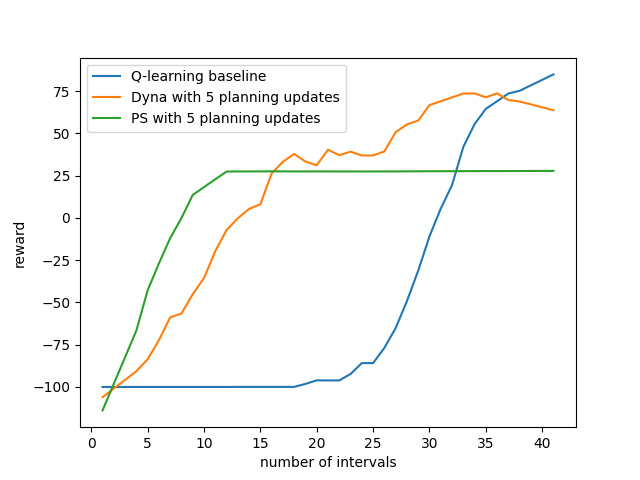 Q-learning baseline
Dyna with 5 planning updates
PS with 5 planning updates
75
50
25
0
−25
−50
−75
−100
reward
0 5 10 15 20 25 30 35 40
number of intervals